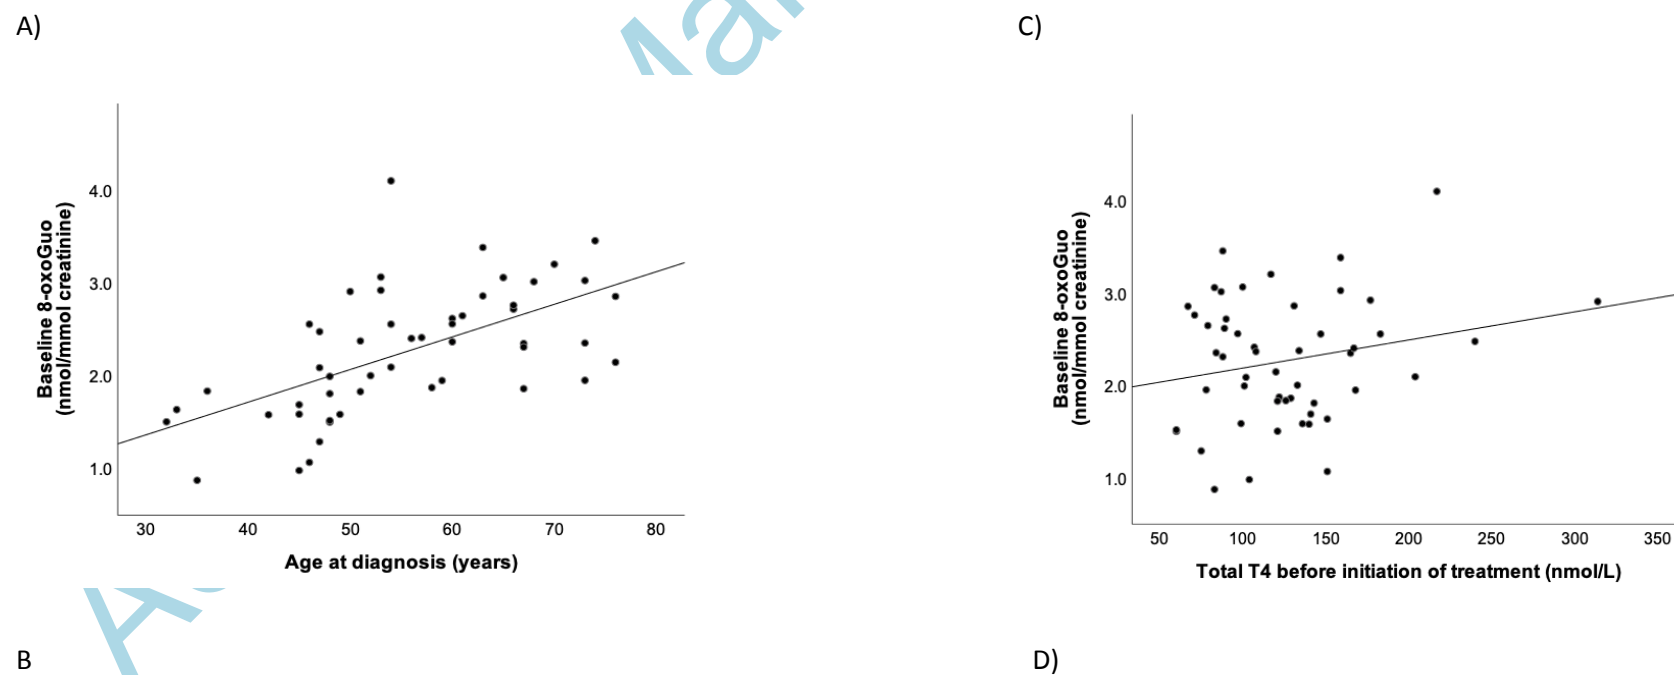 A)
4.0
3.0
2.0
1.0
Baseline 8-oxoGuo
(nmol/mmol creatinine)
30 40 50 60 70 80
Age at diagnosis (years)
B
C)
4.0
3.0
2.0
1.0
Baseline 8-oxoGuo
(nmol/mmol creatinine)
50 100 150 200 250 300 350
Total T4 before initiation of treatment (nmol/L)
D)